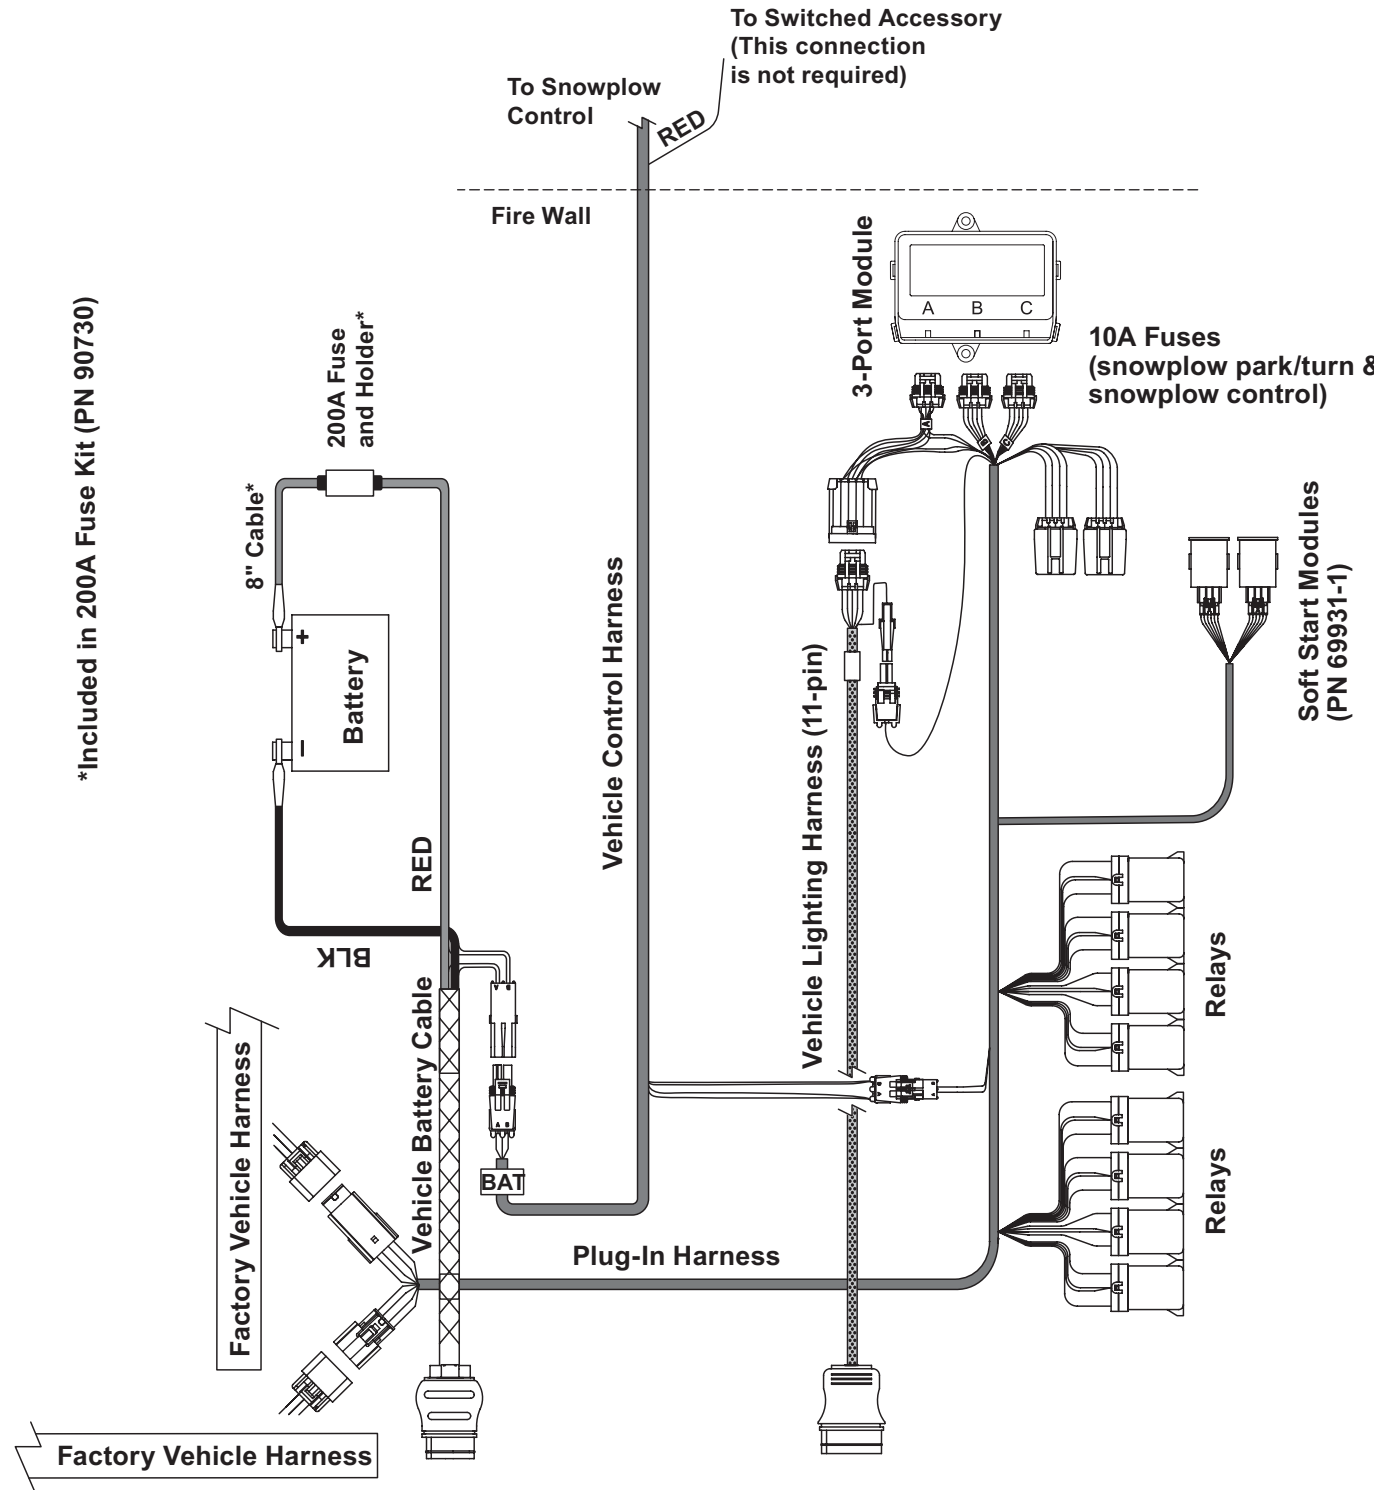 To Switched Accessory
(This connection
is not required)
To Snowplow
Control
RED
Fire Wall
3-Port Module
A B C
10A Fuses
(snowplow park/turn &
snowplow control)
A
B
C
*Included in 200A Fuse Kit (PN 90730)
200A Fuse
and Holder*
8" Cable*
+
Battery
–
RED
BLK
Vehicle Control Harness
Vehicle Lighting Harness (11-pin)
Soft Start Modules
(PN 69931-1)
Relays
Relays
Vehicle Battery Cable
A B
BAT
Plug-In Harness
Factory Vehicle Harness
Factory Vehicle Harness